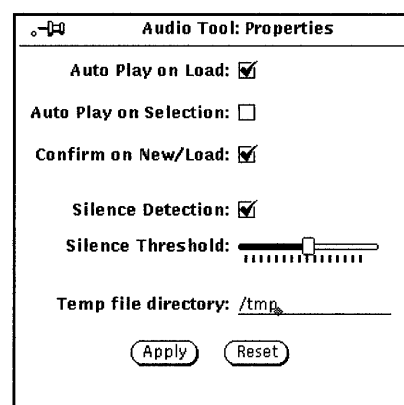 Audio Tool: Properties
Auto Play on Load:
Auto Play on Selection:
Confirm on New/Load:
Silence Detection:
Silence Threshold:
Temp file directory: /tmp
Apply Reset